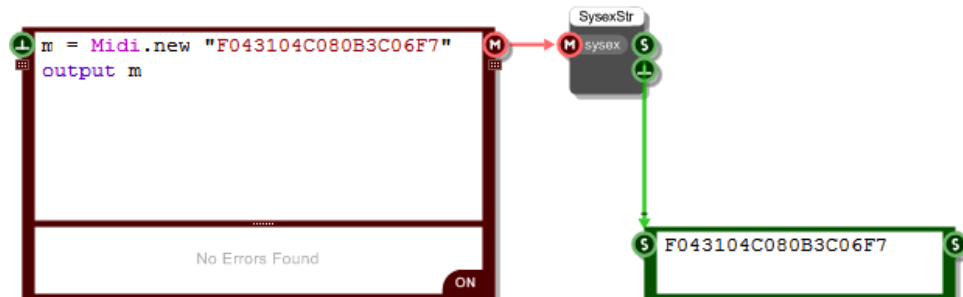 SysexStr
m = Midi.new "F043104C080B3C06F7"
output m
M
M
sysex
S
No Errors Found
ON
S
F043104C080B3C06F7
S